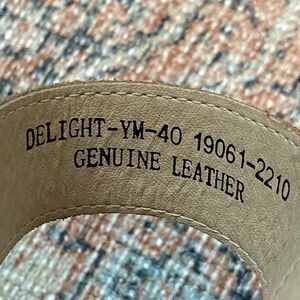 DELIGHT-YM-40 19061-2210
GENUINE LEATHER